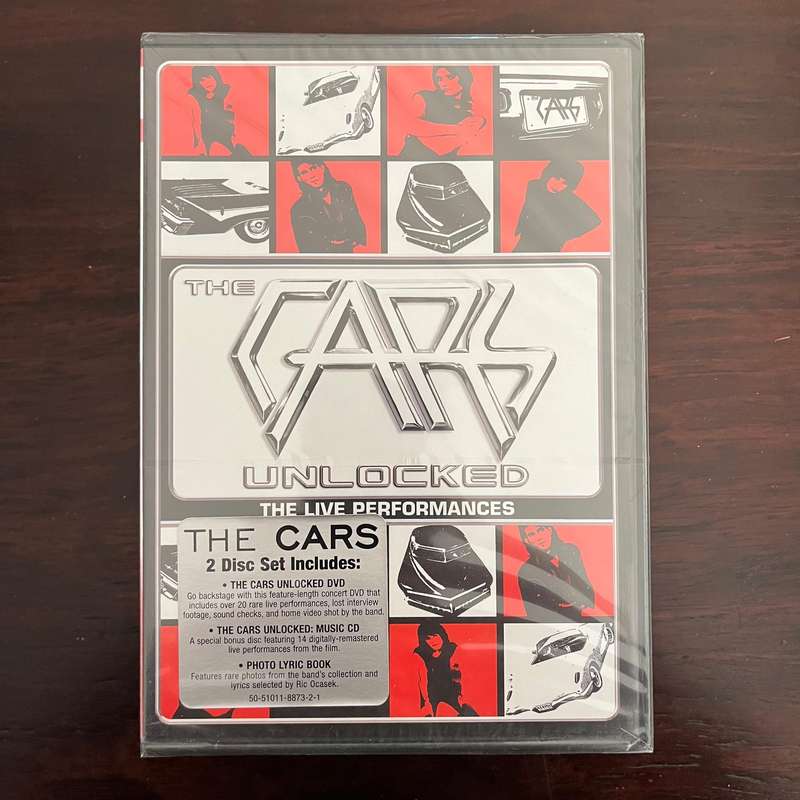 CARS
THE
CARS
UNLOCKED
THE LIVE PERFORMANCES
THE CARS
2 Disc Set Includes:
• THE CARS UNLOCKED DVD
Go backstage with this feature-length concert DVD that
includes over 20 rare live performances, lost interview
footage, sound checks, and home video shot by the band.
• THE CARS UNLOCKED: MUSIC CD
A special bonus disc featuring 14 digitally-remastered
live performances from the film.
• PHOTO LYRIC BOOK
Features rare photos from the band's collection and
lyrics selected by Ric Ocasek.
50-51011-8873-2-1